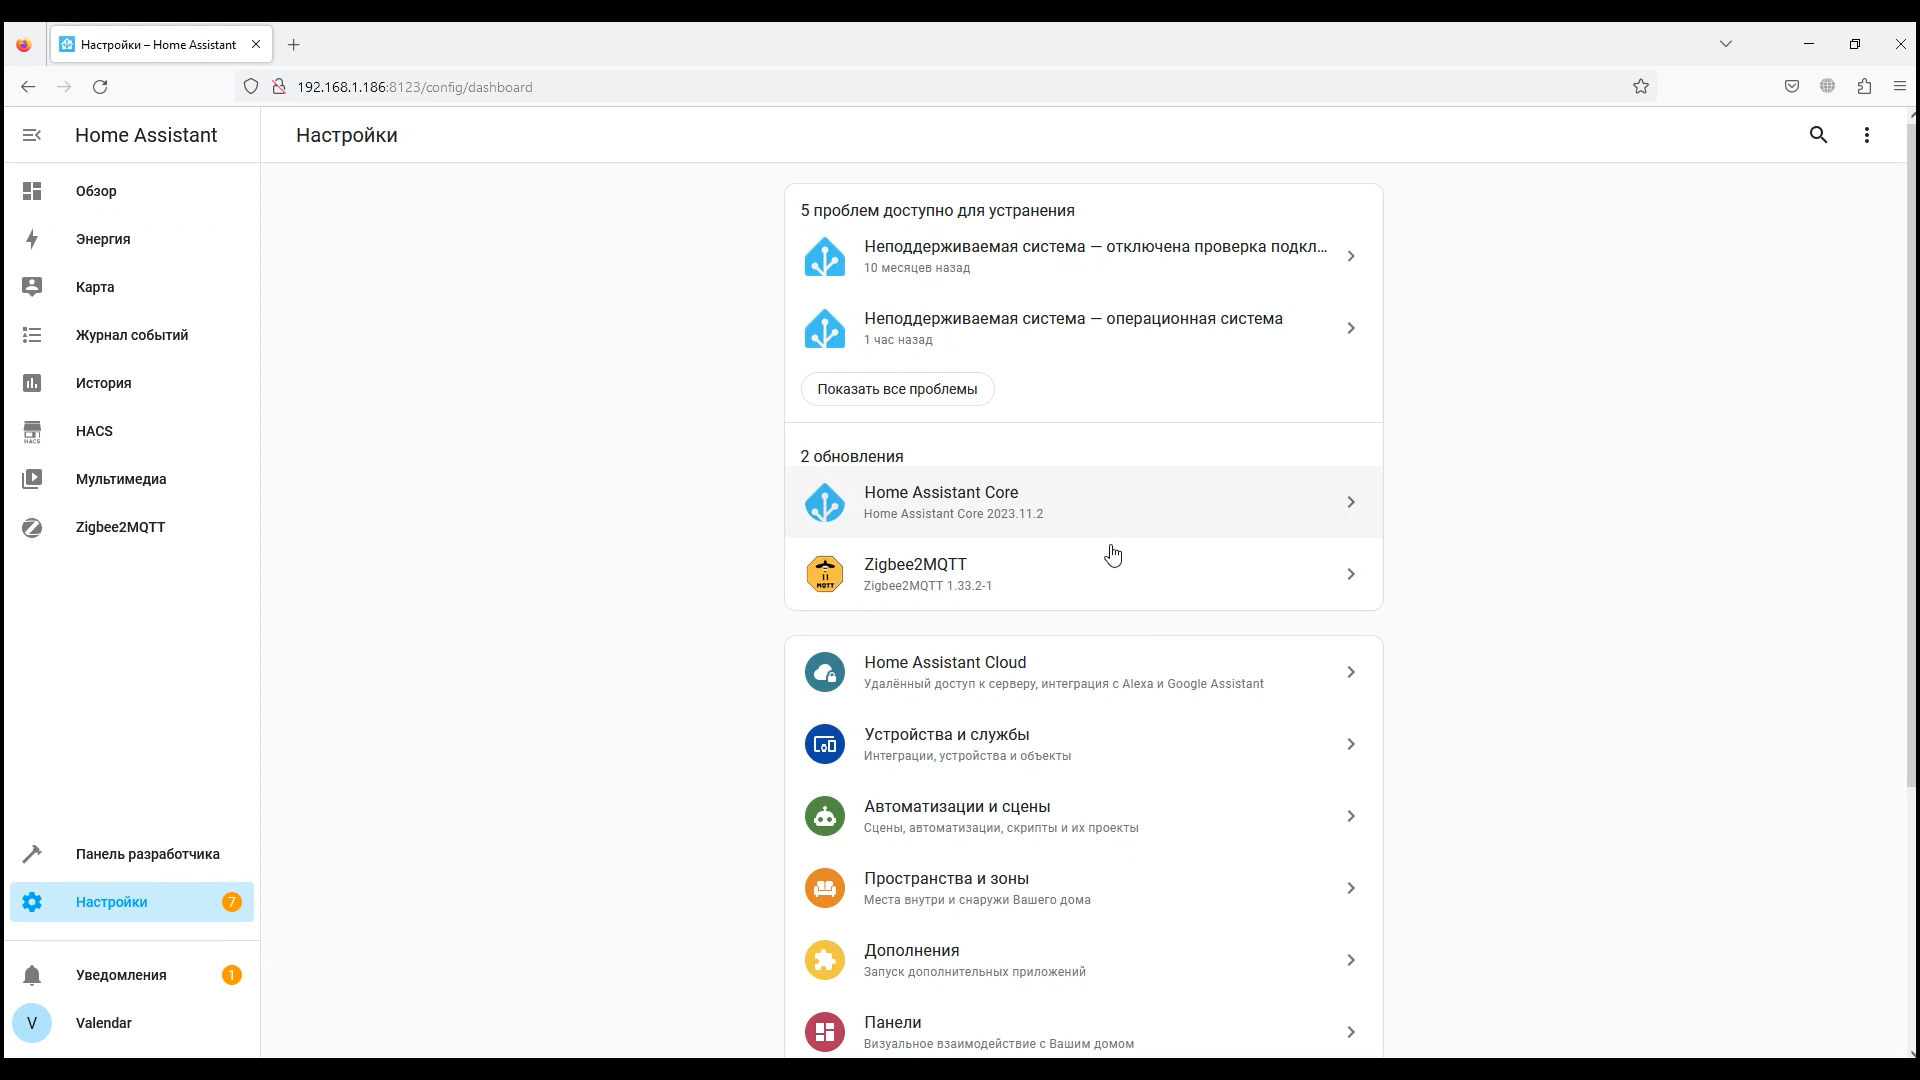 Настройки – Home Assistant
192.168.1.186:8123/config/dashboard
Home Assistant
Настройки
Обзор
Энергия
Карта
Журнал событий
История
HACS
HACS
Мультимедиа
Zigbee2MQTT
Панель разработчика
Настройки 7
Уведомления 1
V Valendar
5 проблем доступно для устранения
Неподдерживаемая система — отключена проверка подкл...
10 месяцев назад
Неподдерживаемая система — операционная система
1 час назад
Показать все проблемы
2 обновления
Home Assistant Core
Home Assistant Core 2023.11.2
MQTT
Zigbee2MQTT
Zigbee2MQTT 1.33.2-1
Home Assistant Cloud
Удалённый доступ к серверу, интеграция с Alexa и Google Assistant
Устройства и службы
Интеграции, устройства и объекты
Автоматизации и сцены
Сцены, автоматизации, скрипты и их проекты
Пространства и зоны
Места внутри и снаружи Вашего дома
Дополнения
Запуск дополнительных приложений
Панели
Визуальное взаимодействие с Вашим домом